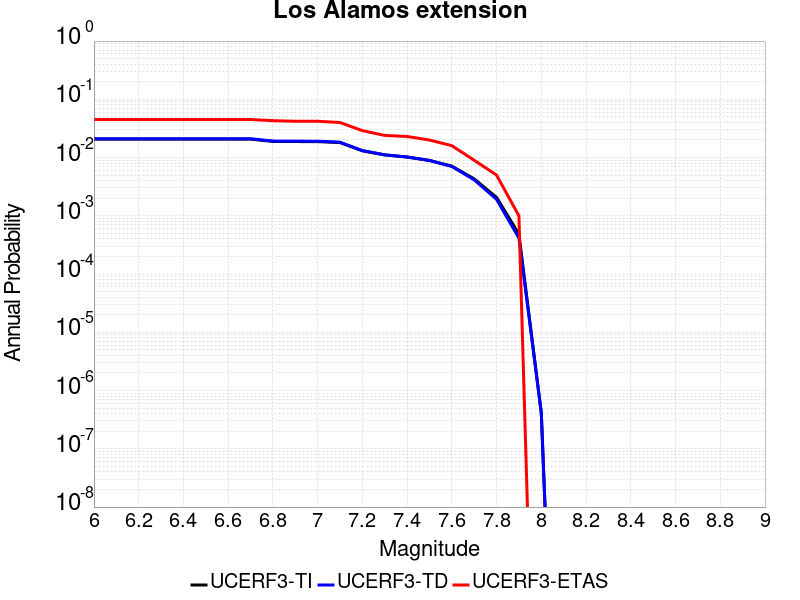 Los Alamos extension
10^0
10^-1
10^-2
10^-3
10^-4
10^-5
10^-6
10^-7
10^-8
Annual Probability
6 6.2 6.4 6.6 6.8 7 7.2 7.4 7.6 7.8 8 8.2 8.4 8.6 8.8 9
Magnitude
UCERF3-TI UCERF3-TD UCERF3-ETAS